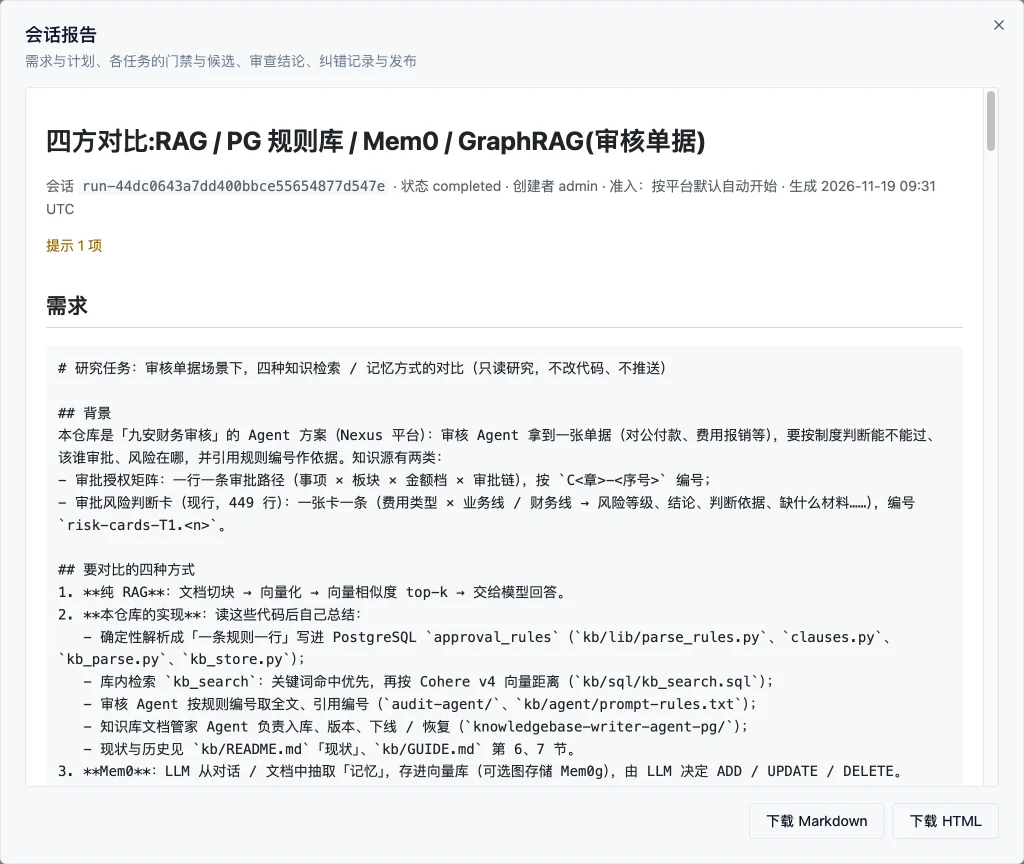 会话报告
需求与计划、各任务的门禁与候选、审查结论、纠错记录与发布
四方对比:RAG / PG 规则库 / Mem0 / GraphRAG(审核单据)
会话 run-44dc0643a7dd400bbce55654877d547e · 状态 completed · 创建者 admin · 准入：按平台默认自动开始 · 生成 2026-11-19 09:31
UTC
提示 1 项
需求
# 研究任务：审核单据场景下，四种知识检索 / 记忆方式的对比（只读研究，不改代码、不推送）
## 背景
本仓库是「九安财务审核」的 Agent 方案（Nexus 平台）：审核 Agent 拿到一张单据（对公付款、费用报销等），要按制度判断能不能过、
该谁审批、风险在哪，并引用规则编号作依据。知识源有两类：
- 审批授权矩阵：一行一条审批路径（事项 × 板块 × 金额档 × 审批链），按 `C<章>-<序号>` 编号；
- 审批风险判断卡（现行，449 行）：一张卡一条（费用类型 × 业务线 / 财务线 → 风险等级、结论、判断依据、缺什么材料……），编号
`risk-cards-T1.<n>`。
## 要对比的四种方式
1. **纯 RAG**：文档切块 → 向量化 → 向量相似度 top-k → 交给模型回答。
2. **本仓库的实现**：读这些代码后自己总结：
- 确定性解析成「一条规则一行」写进 PostgreSQL `approval_rules`（`kb/lib/parse_rules.py`、`clauses.py`、
`kb_parse.py`、`kb_store.py`）；
- 库内检索 `kb_search`：关键词命中优先，再按 Cohere v4 向量距离（`kb/sql/kb_search.sql`）；
- 审核 Agent 按规则编号取全文、引用编号（`audit-agent/`、`kb/agent/prompt-rules.txt`）；
- 知识库文档管家 Agent 负责入库、版本、下线 / 恢复（`knowledgebase-writer-agent-pg/`）；
- 现状与历史见 `kb/README.md`「现状」、`kb/GUIDE.md` 第 6、7 节。
3. **Mem0**：LLM 从对话 / 文档中抽取「记忆」，存进向量库（可选图存储 Mem0g），由 LLM 决定 ADD / UPDATE / DELETE。
下载 Markdown
下载 HTML